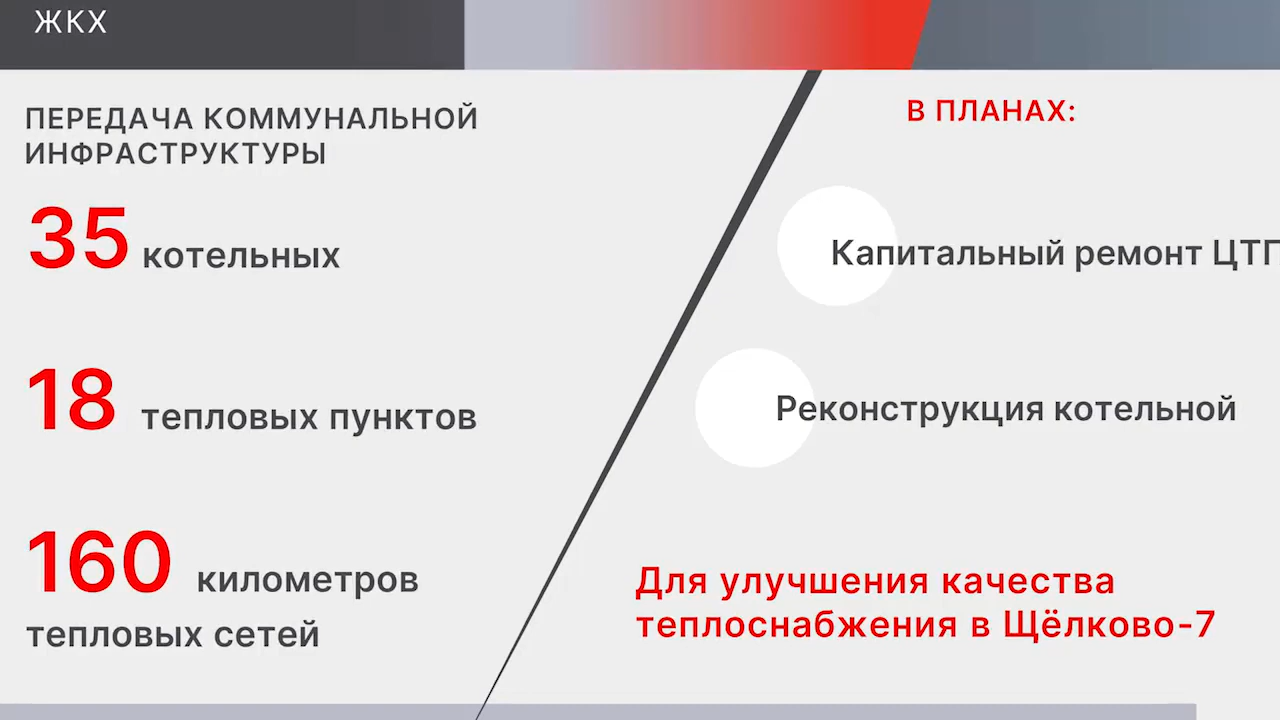 ЖКХ
ПЕРЕДАЧА КОММУНАЛЬНОЙ
ИНФРАСТРУКТУРЫ
35 котельных
18 тепловых пунктов
160 километров
тепловых сетей
В ПЛАНАХ:
Капитальный ремонт ЦТП
Реконструкция котельной
Для улучшения качества
теплоснабжения в Щёлково-7